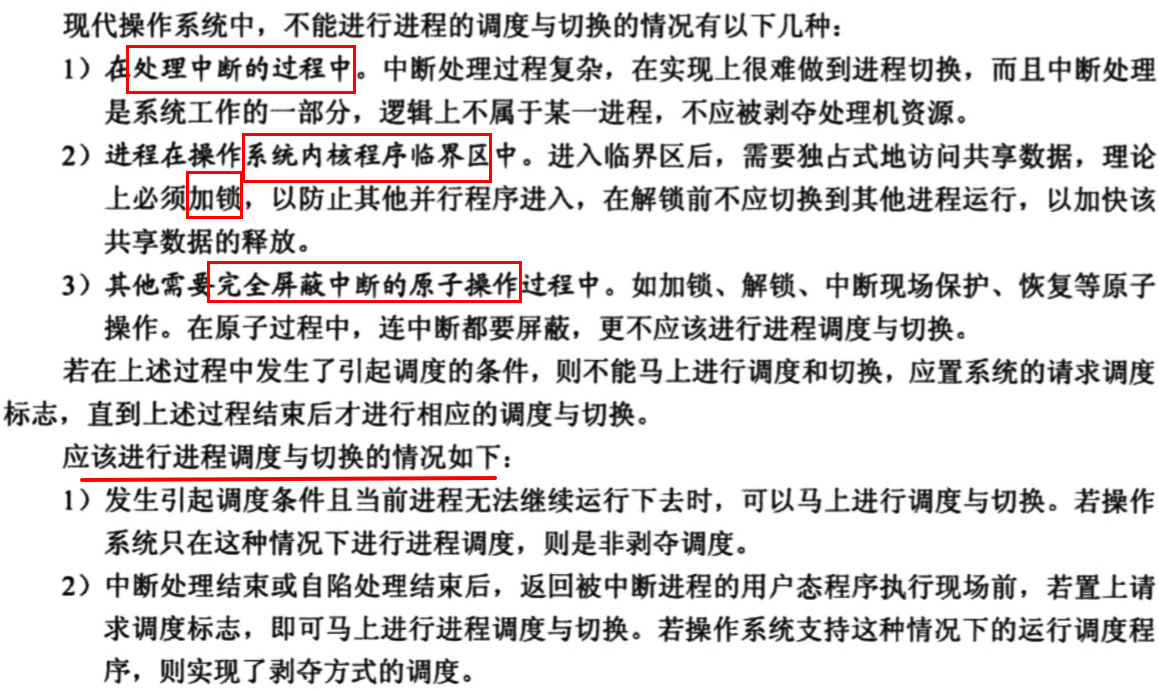 现代操作系统中，不能进行进程的调度与切换的情况有以下几种：
1）在处理中断的过程中。中断处理过程复杂，在实现上很难做到进程切换，而且中断处理
是系统工作的一部分，逻辑上不属于某一进程，不应被剥夺处理机资源。
2）进程在操作系统内核程序临界区中。进入临界区后，需要独占式地访问共享数据，理论
上必须加锁，以防止其他并行程序进入，在解锁前不应切换到其他进程运行，以加快该
共享数据的释放。
3）其他需要完全屏蔽中断的原子操作过程中。如加锁、解锁、中断现场保护、恢复等原子
操作。在原子过程中，连中断都要屏蔽，更不应该进行进程调度与切换。
若在上述过程中发生了引起调度的条件，则不能马上进行调度和切换，应置系统的请求调度
标志，直到上述过程结束后才进行相应的调度与切换。
应该进行进程调度与切换的情况如下：
1）发生引起调度条件且当前进程无法继续运行下去时，可以马上进行调度与切换。若操作
系统只在这种情况下进行进程调度，则是非剥夺调度。
2）中断处理结束或自陷处理结束后，返回被中断进程的用户态程序执行现场前，若置上请
求调度标志，即可马上进行进程调度与切换。若操作系统支持这种情况下的运行调度程
序，则实现了剥夺方式的调度。